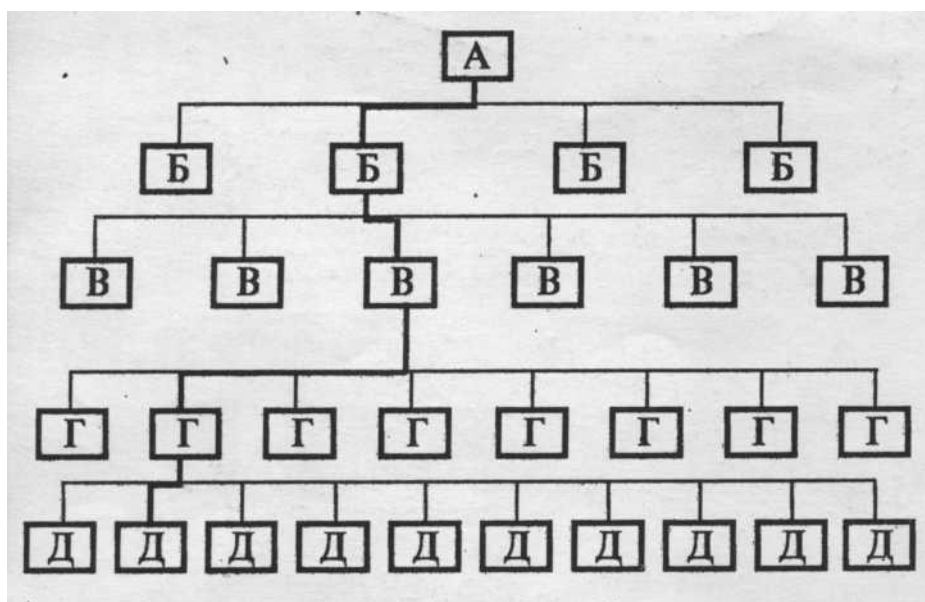 А
Б Б Б Б
В В В В В В
Г Г Г Г Г Г Г Г
Д Д Д Д Д Д Д Д Д Д